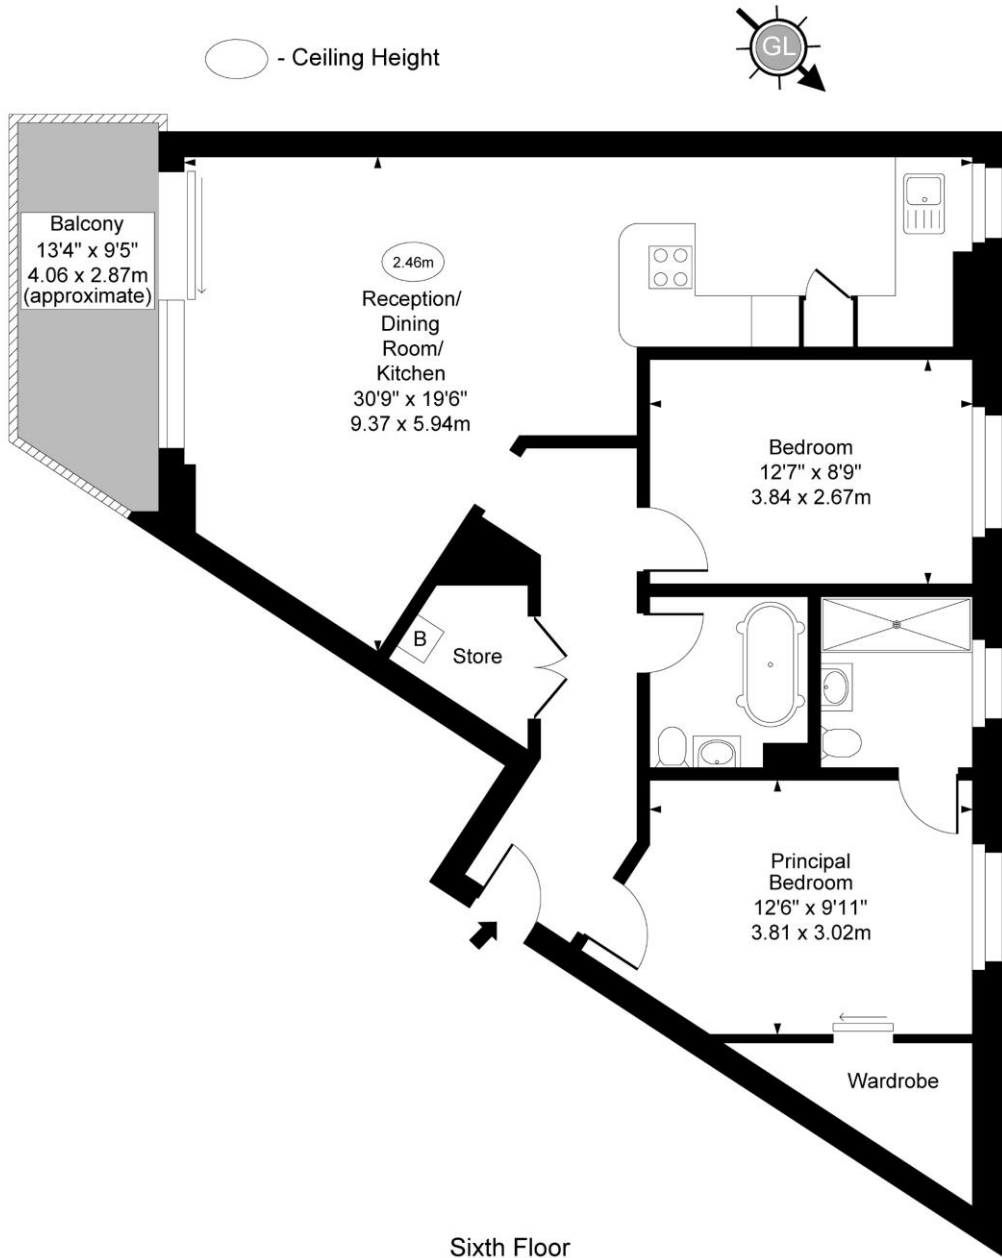 - Ceiling Height
GL
Balcony
13'4" x 9'5"
4.06 x 2.87m
(approximate)
2.46m
Reception/
Dining
Room/
Kitchen
30'9" x 19'6"
9.37 x 5.94m
Bedroom
12'7" x 8'9"
3.84 x 2.67m
B
Store
Principal
Bedroom
12'6" x 9'11"
3.81 x 3.02m
Wardrobe
Sixth Floor